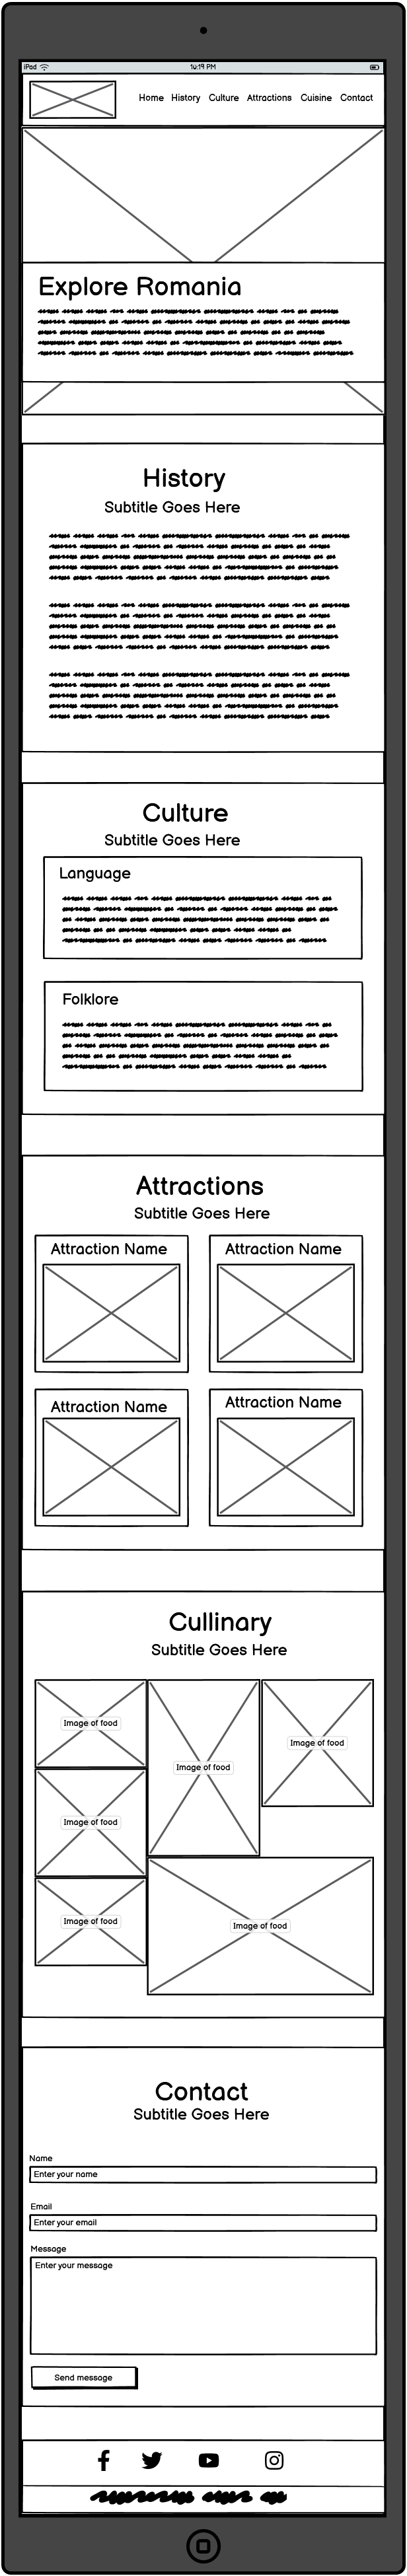 iPad 16:19 PM
Home History Culture Attractions Cuisine Contact
Explore Romania
History
Subtitle Goes Here
Culture
Subtitle Goes Here
Language
Folklore
Attractions
Subtitle Goes Here
Attraction Name Attraction Name
Attraction Name Attraction Name
Cullinary
Subtitle Goes Here
Image of food
Image of food
Image of food
Image of food
Image of food
Image of food
Contact
Subtitle Goes Here
Name
Enter your name
Email
Enter your email
Message
Enter your message
Send message